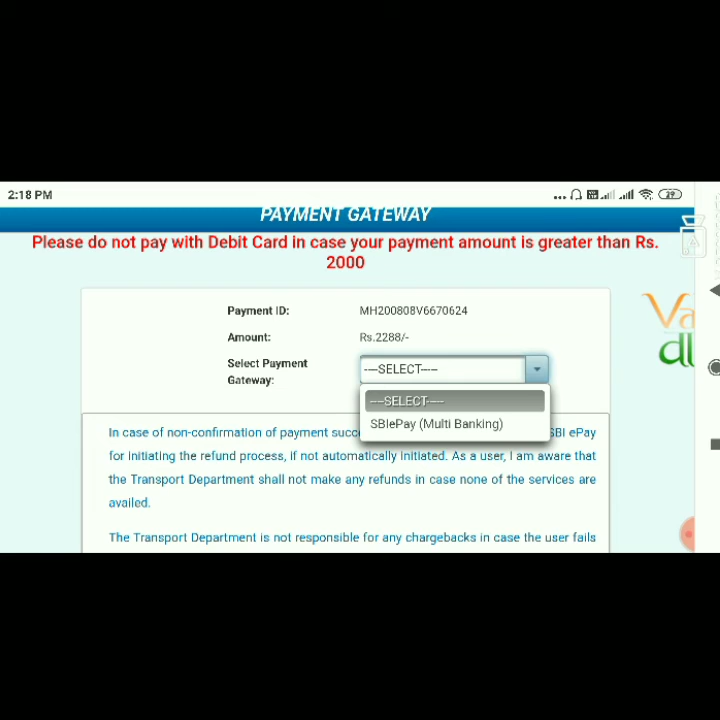 2:18 PM
29
PAYMENT GATEWAY
Please do not pay with Debit Card in case your payment amount is greater than Rs.
2000
Payment ID: MH200808V6670624
Amount: Rs.2288/-
Select Payment
Gateway:
----SELECT-----
----SELECT-----
SBIePay (Multi Banking)
In case of non-confirmation of payment SBI ePay
for initiating the refund process, if not automatically initiated. As a user, I am aware that
the Transport Department shall not make any refunds in case none of the services are
availed.
The Transport Department is not responsible for any chargebacks in case the user fails